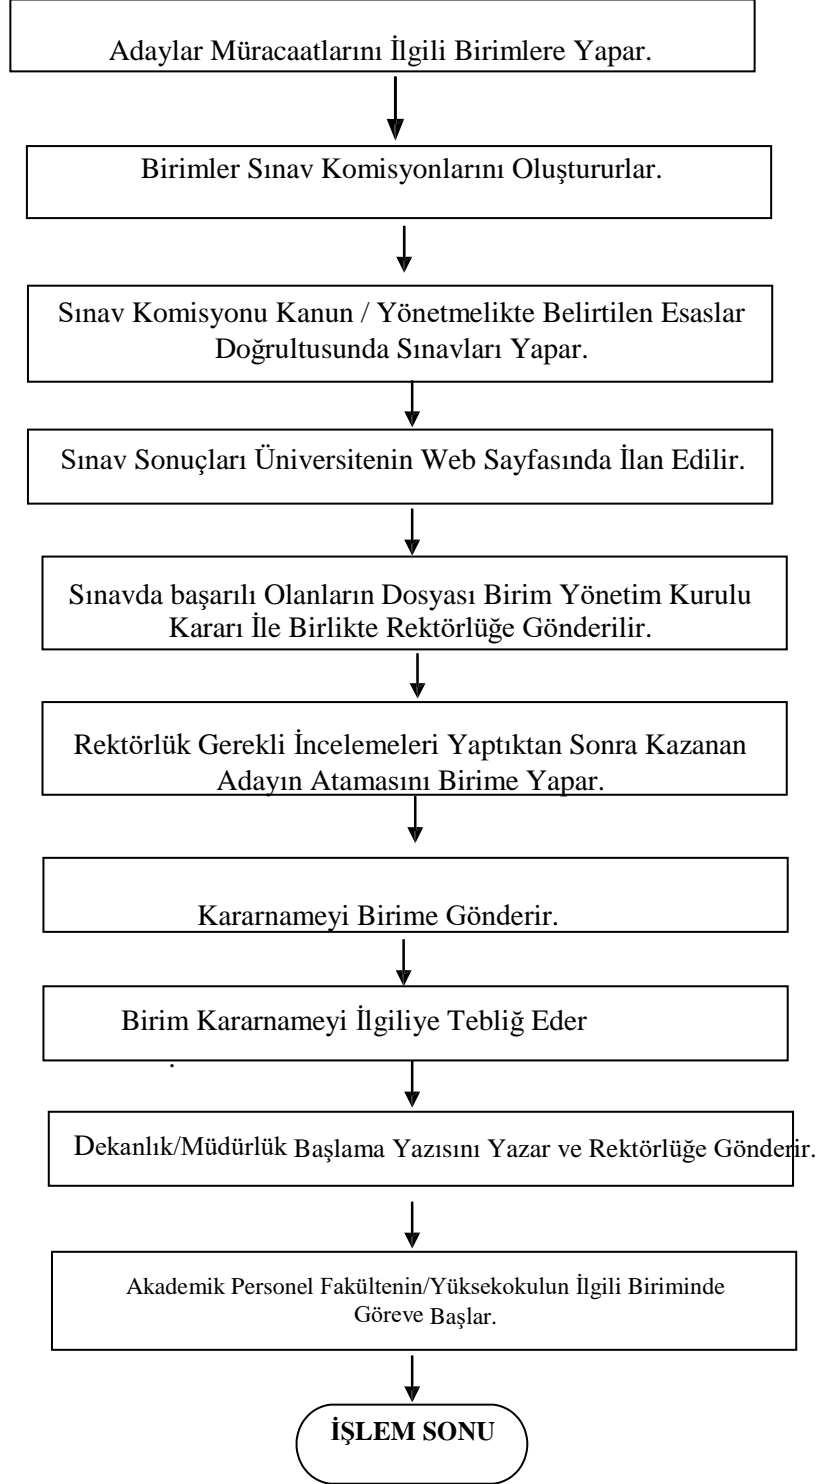 Adaylar Müracaatlarını İlgili Birimlere Yapar.
Birimler Sınav Komisyonlarını Oluştururlar.
Sınav Komisyonu Kanun / Yönetmelikte Belirtilen Esaslar
Doğrultusunda Sınavları Yapar.
Sınav Sonuçları Üniversitenin Web Sayfasında İlan Edilir.
Sınavda başarılı Olanların Dosyası Birim Yönetim Kurulu
Kararı İle Birlikte Rektörlüğe Gönderilir.
Rektörlük Gerekli İncelemeleri Yaptıktan Sonra Kazanan
Adayın Atamasını Birime Yapar.
Kararnameyi Birime Gönderir.
Birim Kararnameyi İlgiliye Tebliğ Eder
.
Dekanlık/Müdürlük Başlama Yazısını Yazar ve Rektörlüğe Gönderir.
Akademik Personel Fakültenin/Yüksekokulun İlgili Biriminde
Göreve Başlar.
İŞLEM SONU